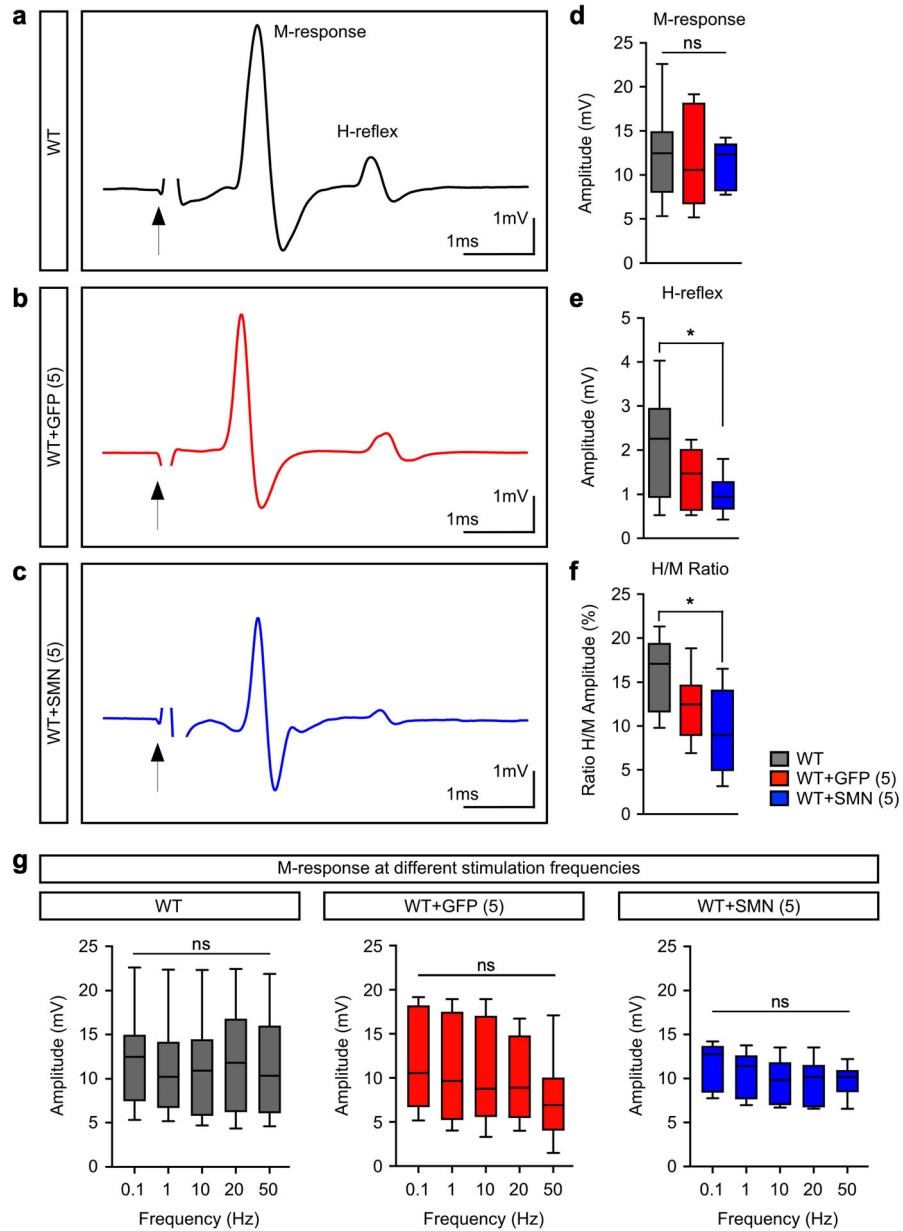 a
WT
M-response
H-reflex
1mV
1ms
b
WT+GFP (5)
1mV
1ms
c
WT+SMN (5)
1mV
1ms
d
M-response
ns
Amplitude (mV)
25
20
15
10
5
0
e
H-reflex
*
Amplitude (mV)
5
4
3
2
1
0
f
H/M Ratio
*
Ratio H/M Amplitude (%)
25
20
15
10
5
0
WT
WT+GFP (5)
WT+SMN (5)
g
M-response at different stimulation frequencies
WT
ns
Amplitude (mV)
25
20
15
10
5
0
0.1 1 10 20 50
Frequency (Hz)
WT+GFP (5)
ns
Amplitude (mV)
25
20
15
10
5
0
0.1 1 10 20 50
Frequency (Hz)
WT+SMN (5)
ns
Amplitude (mV)
25
20
15
10
5
0
0.1 1 10 20 50
Frequency (Hz)